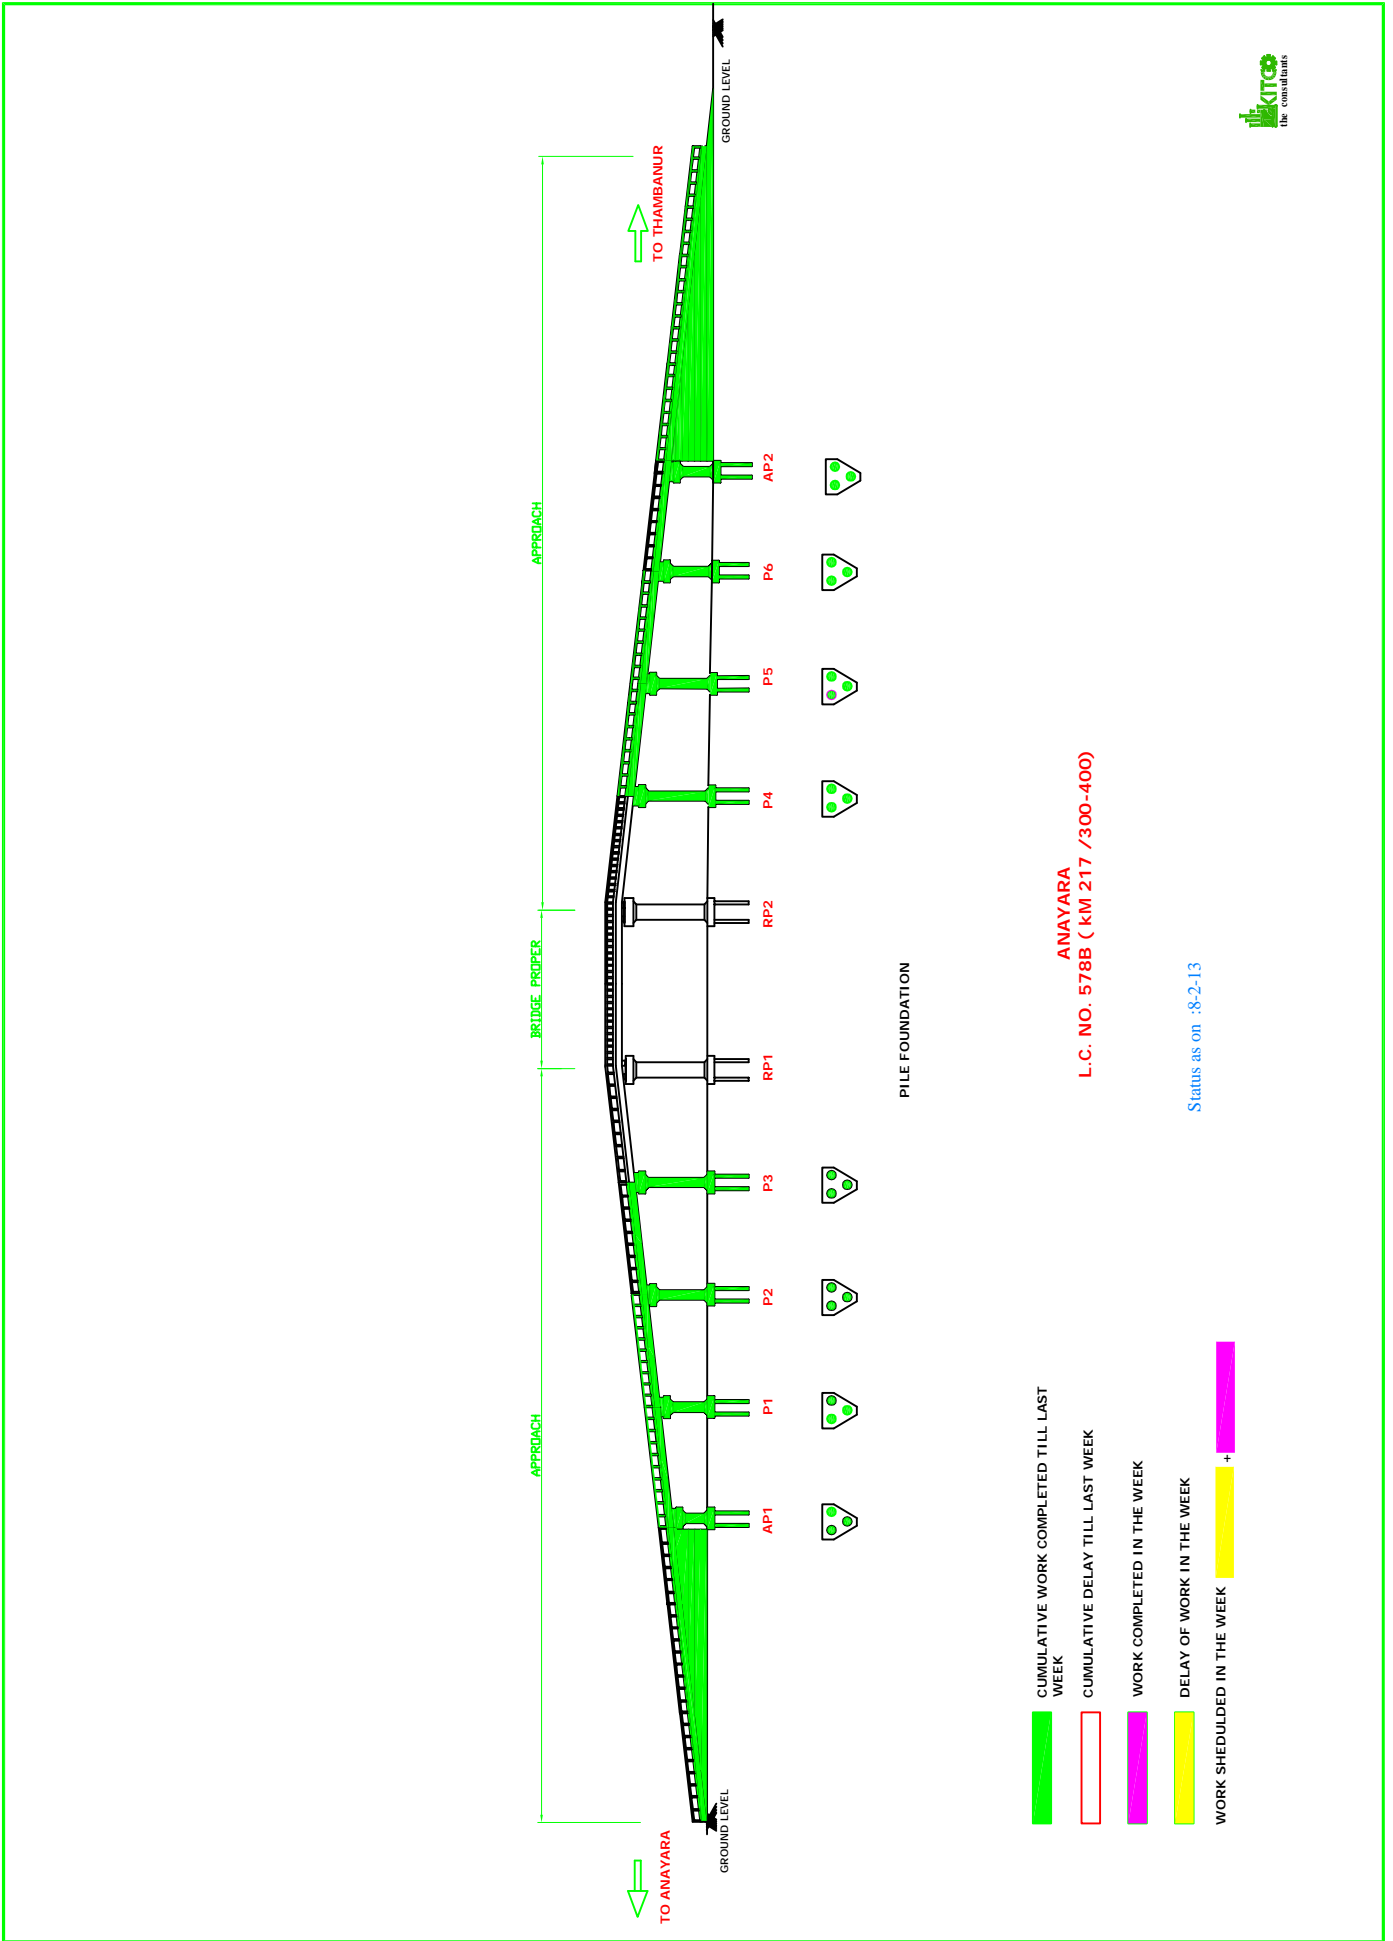 APPROACH
BRIDGE PROPER
APPROACH
TO ANAYARA
TO THAMBANUR
GROUND LEVEL
GROUND LEVEL
AP1
P1
P2
P3
RP1
RP2
P4
P5
P6
AP2
PILE FOUNDATION
CUMULATIVE WORK COMPLETED TILL LAST
WEEK
CUMULATIVE DELAY TILL LAST WEEK
WORK COMPLETED IN THE WEEK
DELAY OF WORK IN THE WEEK
WORK SHEDULDED IN THE WEEK
+
ANAYARA
L.C. NO. 578B ( kM 217 /300-400)
Status as on :8-2-13
KITCO
the consultants